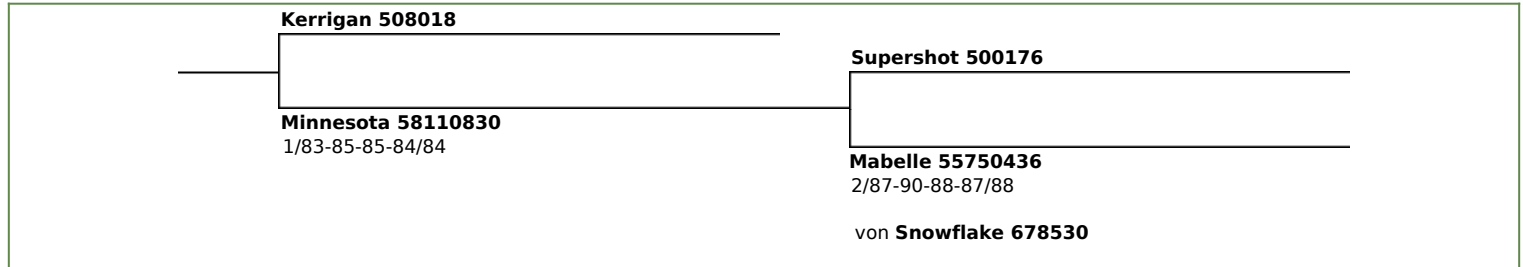 Kerrigan 508018
Supershot 500176
Minnesota 58110830
1/83-85-85-84/84
Mabelle 55750436
2/87-90-88-87/88
von Snowflake 678530